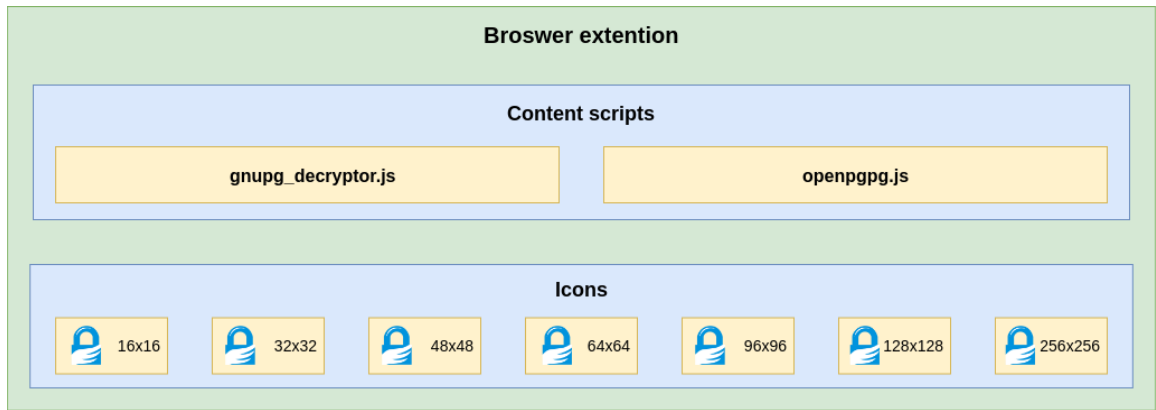 Broswer extention
Content scripts
gnupg_decryptor.js
openpgpg.js
Icons
16x16
32x32
48x48
64x64
96x96
128x128
256x256